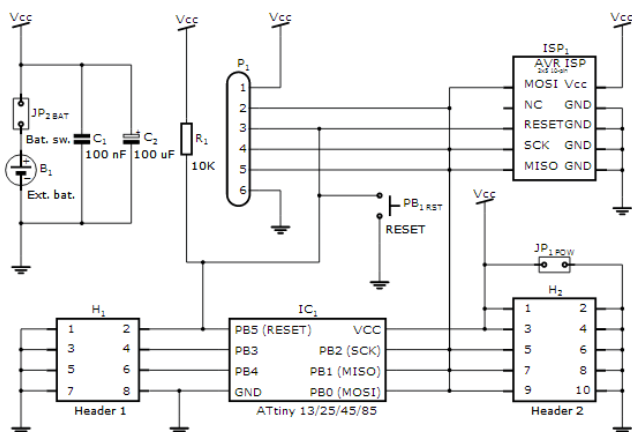 Vcc
Vcc
Vcc
Vcc
P1
ISP1
AVR ISP
2x5 10-pin
JP2 BAT
Bat. sw.
C1
100 nF
+
C2
100 uF
R1
10K
1
2
3
4
5
6
MOSI Vcc
NC GND
RESET GND
SCK GND
MISO GND
+
B1
Ext. bat.
PB1 RST
RESET
Vcc
JP1 POW
H1
IC1
H2
1 2
3 4
5 6
7 8
Header 1
PB5 (RESET) VCC
PB3 PB2 (SCK)
PB4 PB1 (MISO)
GND PB0 (MOSI)
ATtiny 13/25/45/85
1 2
3 4
5 6
7 8
9 10
Header 2